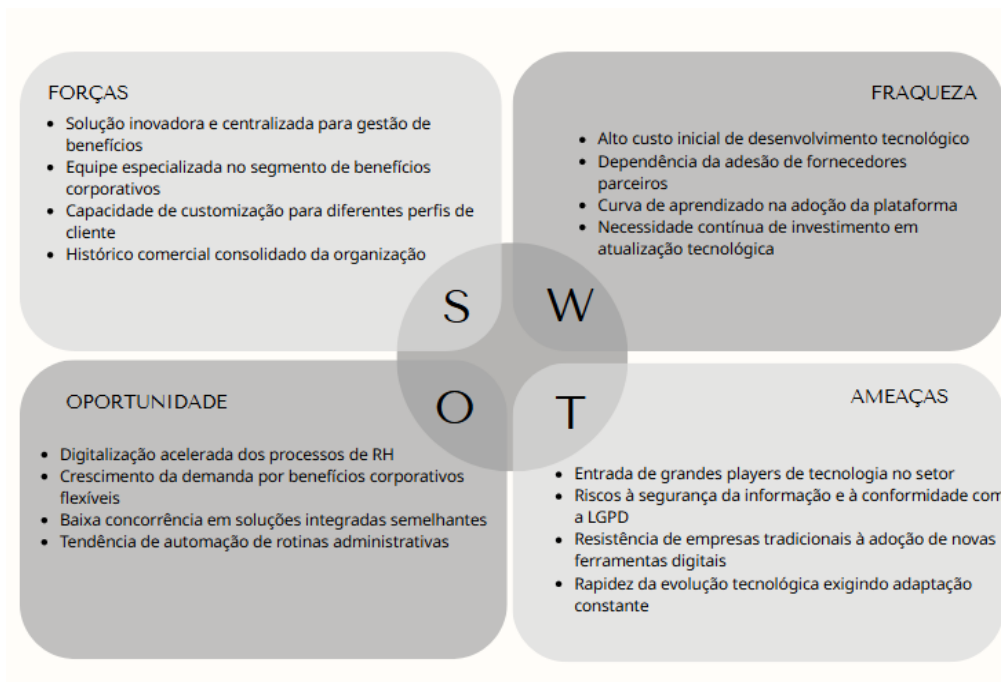 FORÇAS
• Solução inovadora e centralizada para gestão de
benefícios
• Equipe especializada no segmento de benefícios
corporativos
• Capacidade de customização para diferentes perfis de
cliente
• Histórico comercial consolidado da organização
S
FRAQUEZA
• Alto custo inicial de desenvolvimento tecnológico
• Dependência da adesão de fornecedores
parceiros
• Curva de aprendizado na adoção da plataforma
• Necessidade contínua de investimento em
atualização tecnológica
W
OPORTUNIDADE
O
• Digitalização acelerada dos processos de RH
• Crescimento da demanda por benefícios corporativos
flexíveis
• Baixa concorrência em soluções integradas semelhantes
• Tendência de automação de rotinas administrativas
AMEAÇAS
T
• Entrada de grandes players de tecnologia no setor
• Riscos à segurança da informação e à conformidade com
a LGPD
• Resistência de empresas tradicionais à adoção de novas
ferramentas digitais
• Rapidez da evolução tecnológica exigindo adaptação
constante